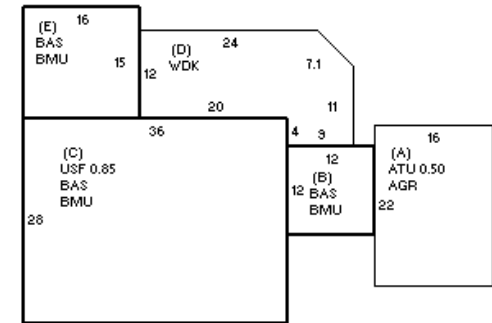 16
(E)
BAS
BMU
15
12
(D)
WDK
24
7.1
11
20
4
9
36
(C)
USF 0.85
BAS
BMU
28
12
12
(B)
BAS
BMU
16
(A)
ATU 0.50
AGR
22